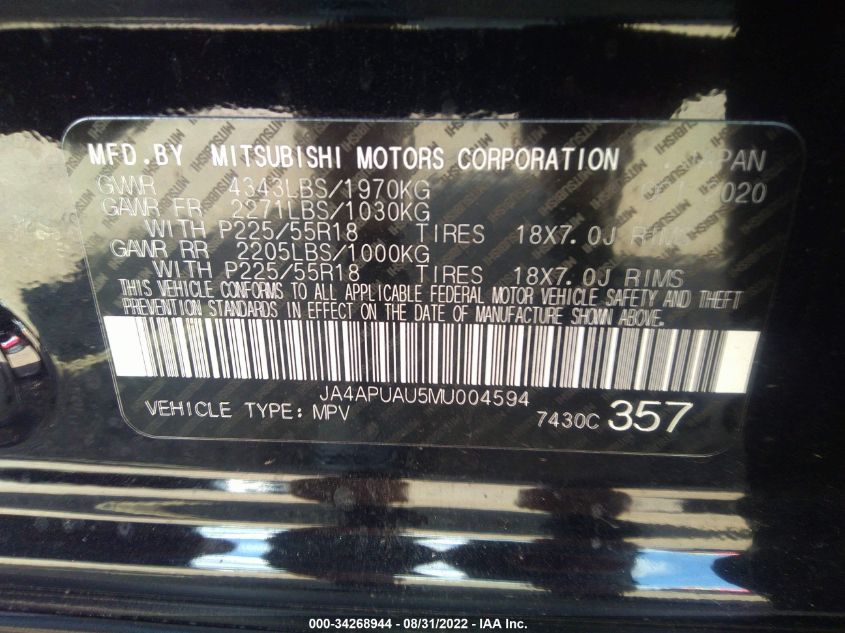 MFD.BY MITSUBISHI MOTORS CORPORATION JAPAN
GVWR 4343LBS/1970KG 2020
GAWR FR 2271LBS/1030KG
WITH P225/55R18 TIRES 18X7.0J RIMS
GAWR RR 2205LBS/1000KG
WITH P225/55R18 TIRES 18X7.0J RIMS
THIS VEHICLE CONFORMS TO ALL APPLICABLE FEDERAL MOTOR VEHICLE SAFETY AND THEFT
PREVENTION STANDARDS IN EFFECT ON THE DATE OF MANUFACTURE SHOWN ABOVE.
JA4APUAU5MU004594
VEHICLE TYPE: MPV 7430C 357
000-34268944 - 08/31/2022 - IAA Inc.